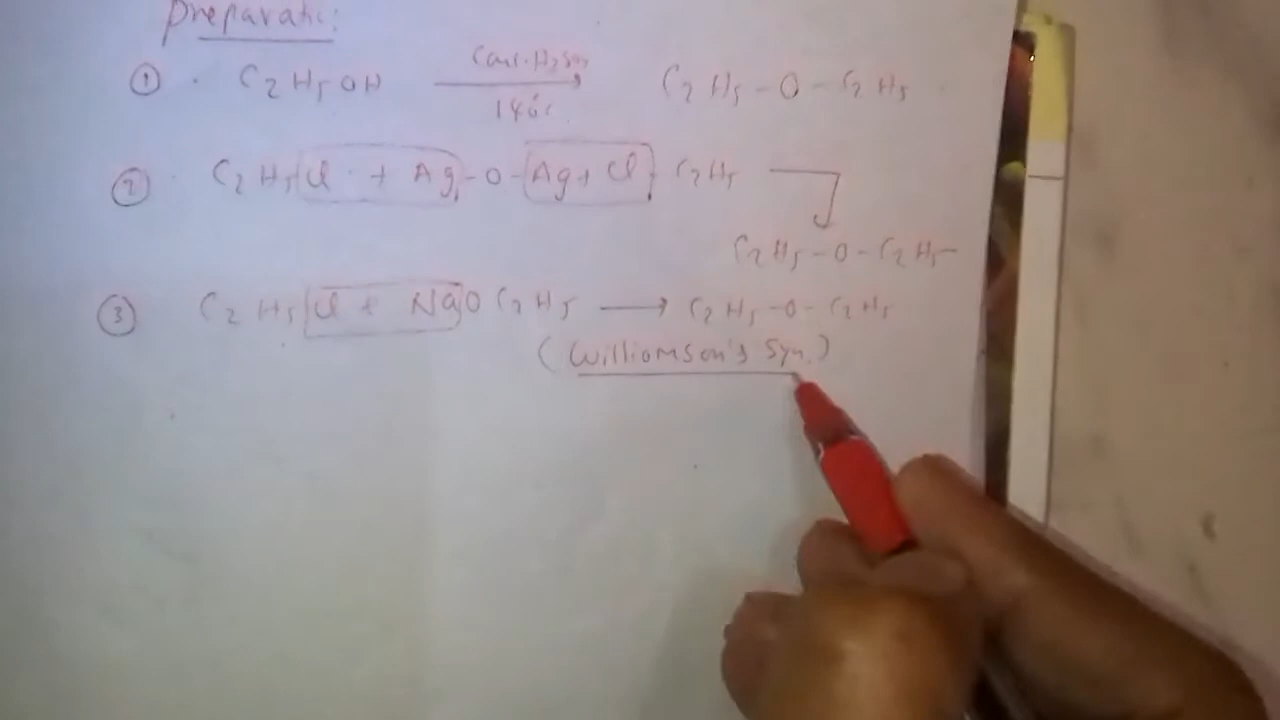 Preparatic:
① . C2H5OH Conc.H2SO4 140°C C2H5-O-C2H5
② C2H5Cl + Ag-O-Ag + Cl C2H5
C2H5-O-C2H5-
③ C2H5Cl + NaOC2H5 → C2H5-O-C2H5
(Williamson's Syn.)